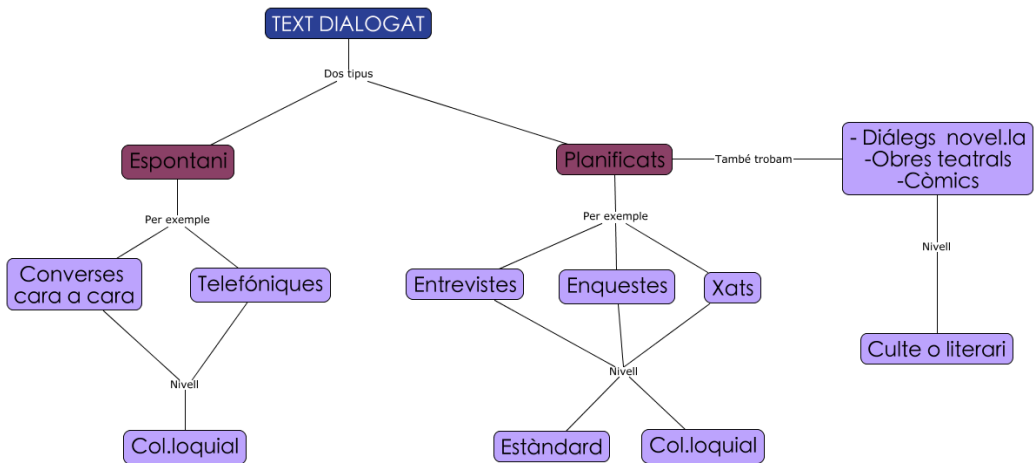 TEXT DIALOGAT
Dos tipus
Espontani
Planificats
També trobam
- Diálegs novel.la
-Obres teatrals
-Còmics
Per exemple
Per exemple
Nivell
Converses
cara a cara
Telefóniques
Entrevistes
Enquestes
Xats
Culte o literari
Nivell
Nivell
Col.loquial
Estàndard
Col.loquial